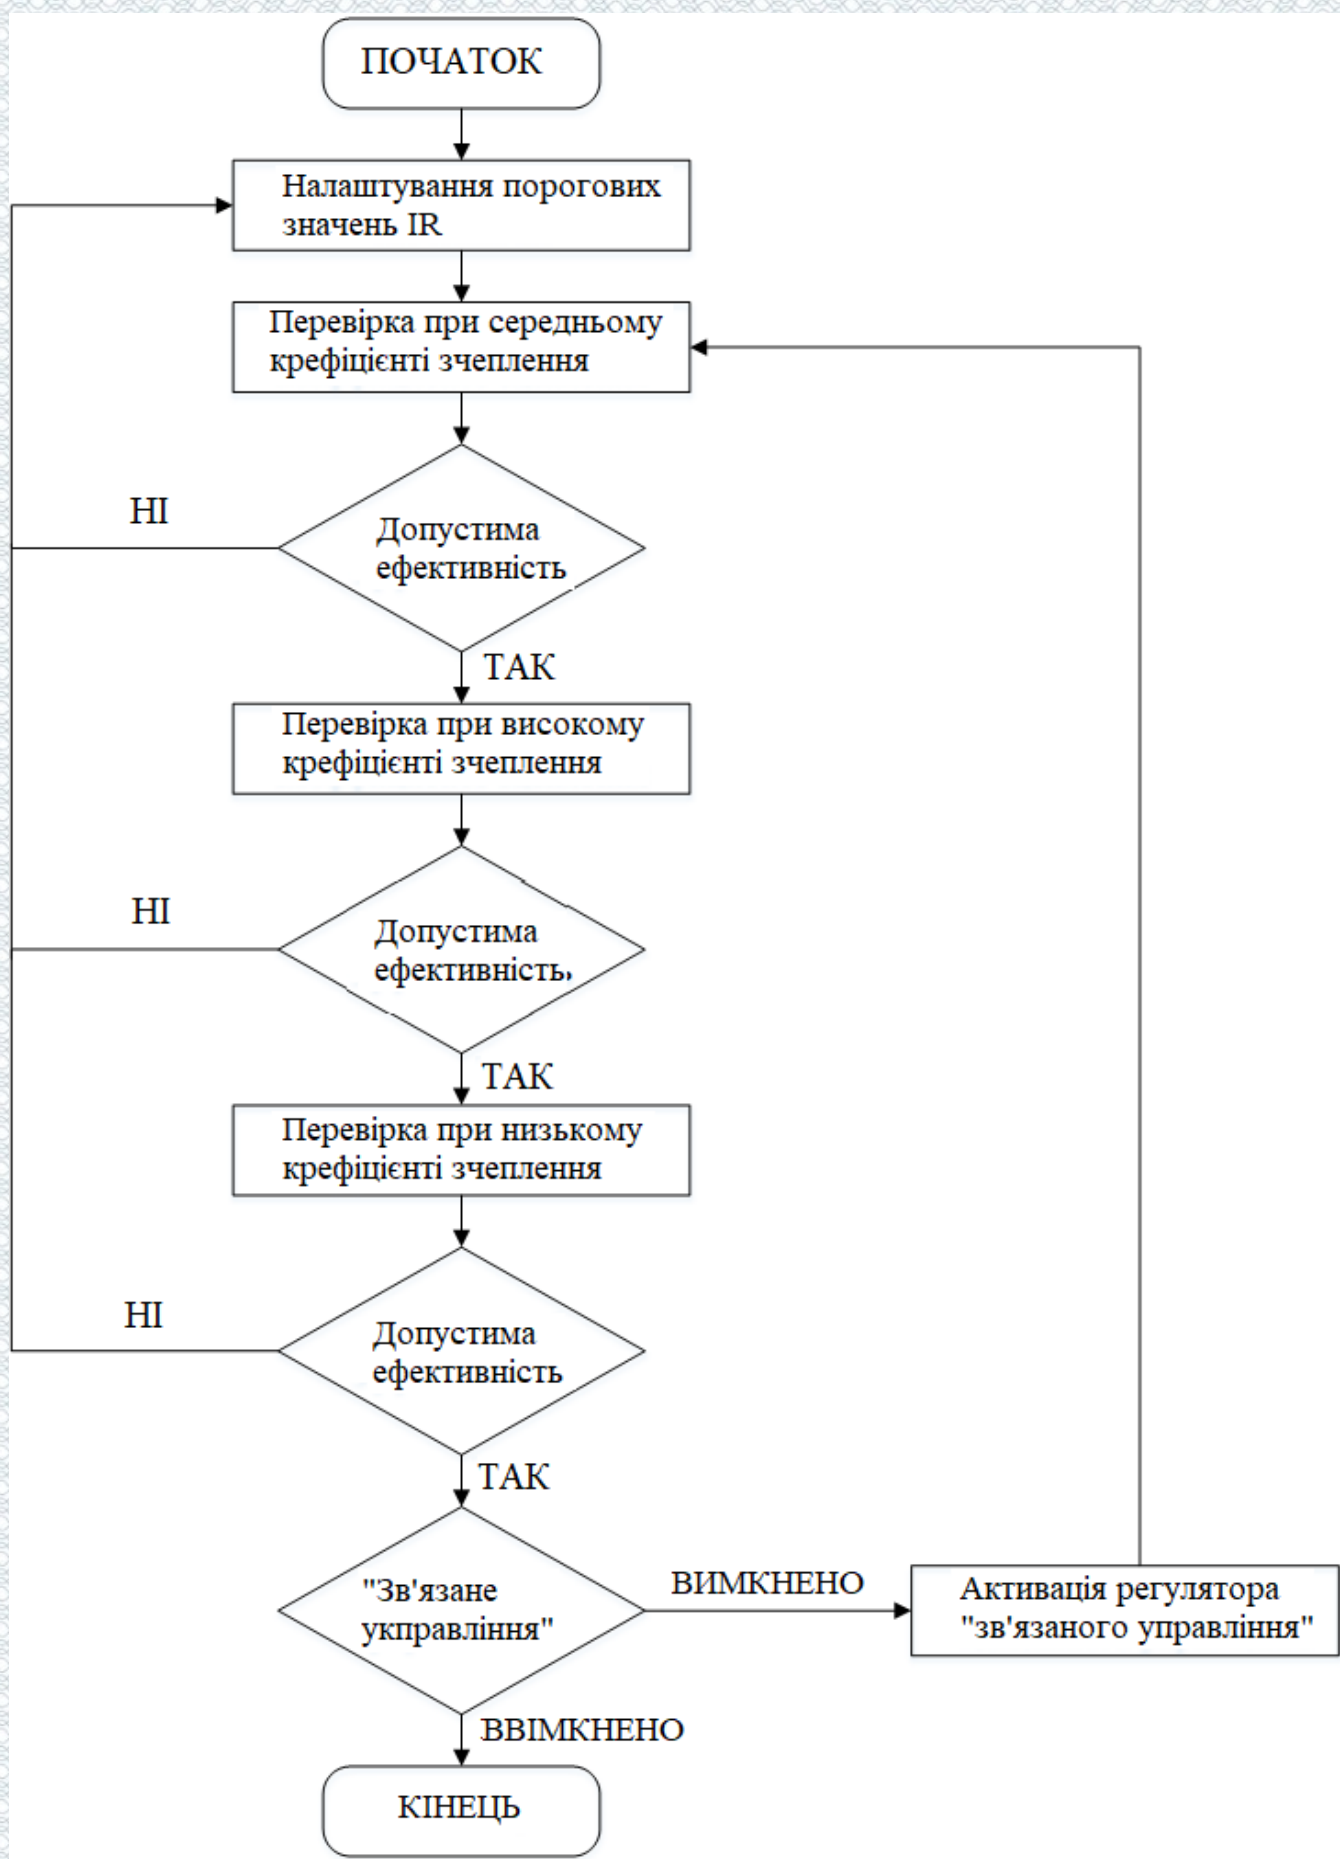 ПОЧАТОК
Налаштування порогових
значень IR
Перевірка при середньому
крефіцієнті зчеплення
НІ
Допустима
ефективність
ТАК
Перевірка при високому
крефіцієнті зчеплення
НІ
Допустима
ефективність
ТАК
Перевірка при низькому
крефіцієнті зчеплення
НІ
Допустима
ефективність
ТАК
"Зв'язане
укправління"
ВИМКНЕНО
Активація регулятора
"зв'язаного управління"
ВВІМКНЕНО
КІНЕЦЬ